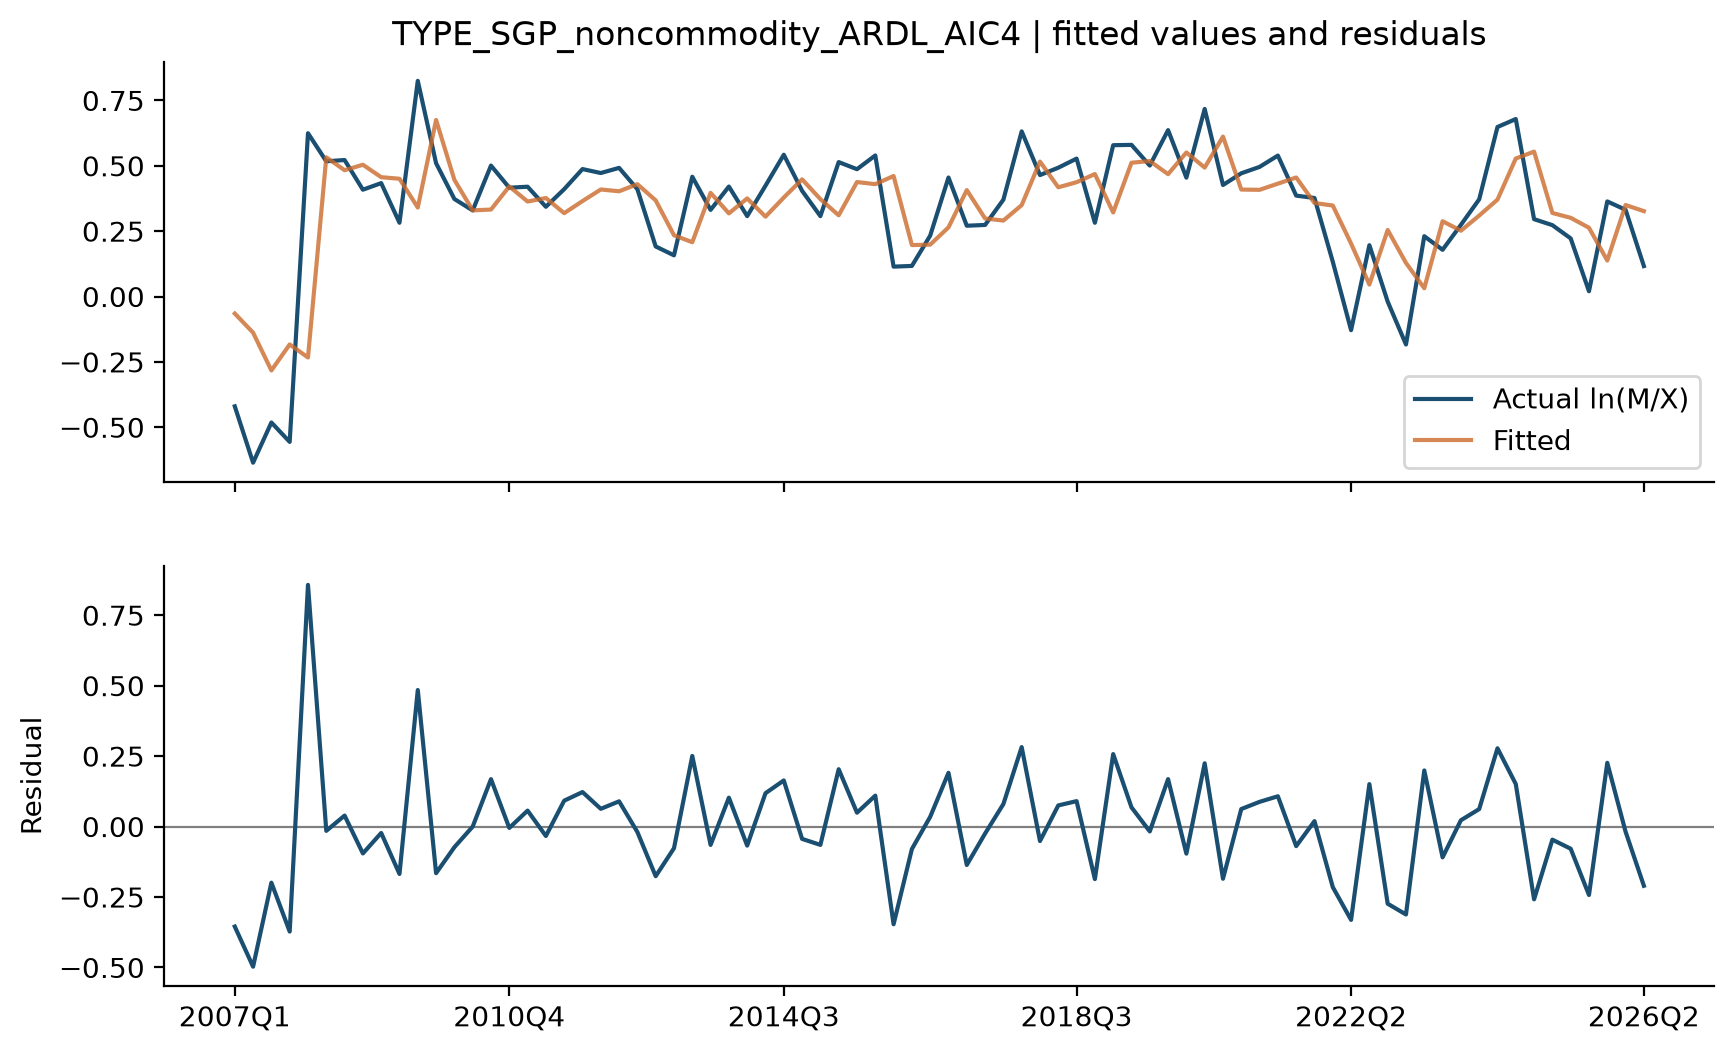 TYPE_SGP_noncommodity_ARDL_AIC4 | fitted values and residuals
0.75
0.50
0.25
0.00
−0.25
−0.50
Actual ln(M/X)
Fitted
Residual
0.75
0.50
0.25
0.00
−0.25
−0.50
2007Q1 2010Q4 2014Q3 2018Q3 2022Q2 2026Q2